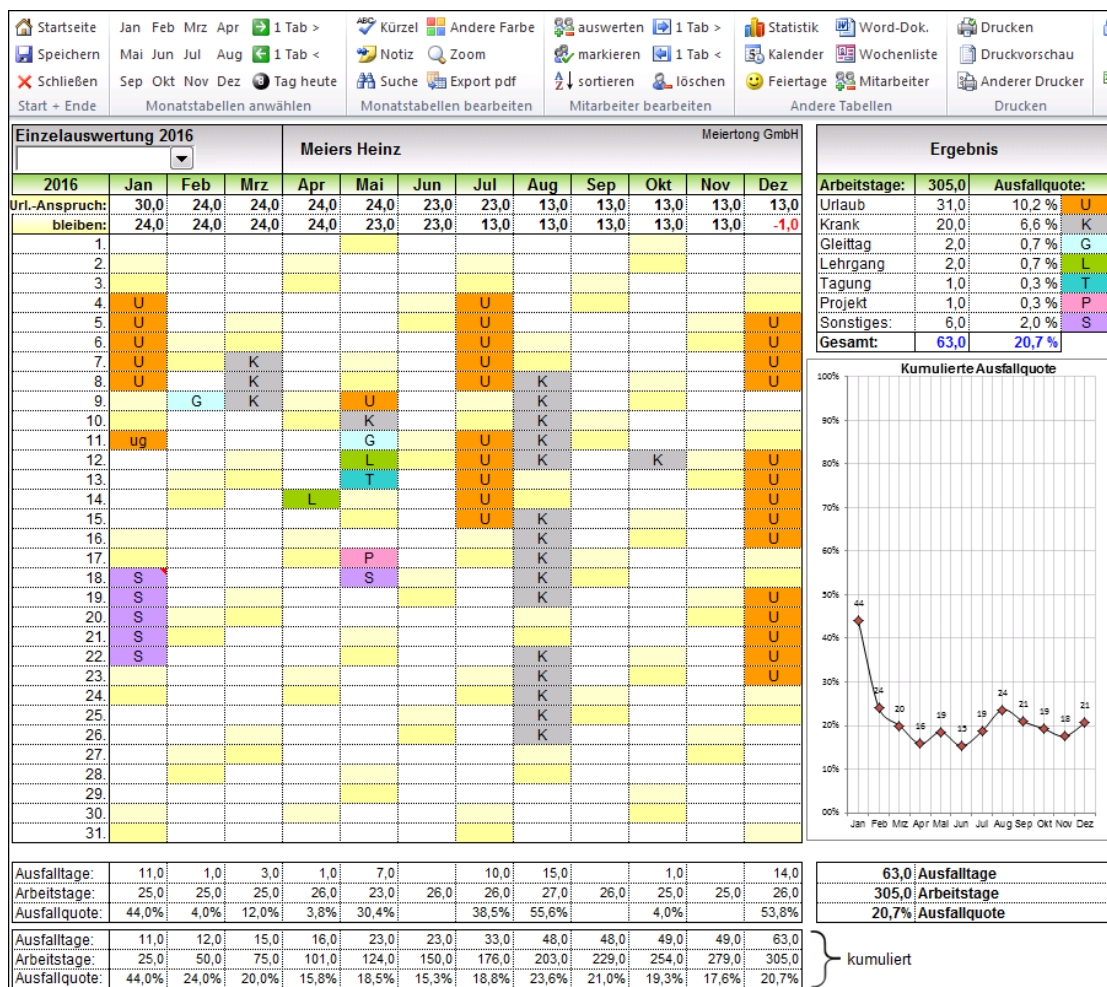 Startseite Jan Feb Mrz Apr 1 Tab > Kürzel Andere Farbe auswerten 1 Tab > Statistik Word-Dok. Drucken
Speichern Mai Jun Jul Aug 1 Tab < Notiz Zoom markieren 1 Tab < Kalender Wochenliste Druckvorschau
Schließen Sep Okt Nov Dez Tag heute Suche Export pdf sortieren löschen Feiertage Mitarbeiter Anderer Drucker
Start + Ende Monatstabellen anwählen Monatstabellen bearbeiten Mitarbeiter bearbeiten Andere Tabellen Drucken
Einzelauswertung 2016 Meiers Heinz Meiertong GmbH
2016 Jan Feb Mrz Apr Mai Jun Jul Aug Sep Okt Nov Dez
Url.-Anspruch: 30,0 24,0 24,0 24,0 24,0 23,0 23,0 13,0 13,0 13,0 13,0 13,0
bleiben: 24,0 24,0 24,0 24,0 23,0 23,0 13,0 13,0 13,0 13,0 13,0 -1,0
1.
2.
3.
4. U U
5. U U U
6. U U U
7. U K U U
8. U K U K U
9. G K U K
10. K K
11. ug G U K
12. L U K K U
13. T U U
14. L U U
15. U K U
16. K U
17. P K
18. S S K
19. S K U
20. S U
21. S U
22. S K U
23. K U
24. K
25. K
26. K
27.
28.
29.
30.
31.
Ausfalltage: 11,0 1,0 3,0 1,0 7,0 10,0 15,0 1,0 14,0
Arbeitstage: 25,0 25,0 25,0 26,0 23,0 26,0 26,0 27,0 26,0 25,0 25,0 26,0
Ausfallquote: 44,0% 4,0% 12,0% 3,8% 30,4% 38,5% 55,6% 4,0% 53,8%
Ausfalltage: 11,0 12,0 15,0 16,0 23,0 23,0 33,0 48,0 48,0 49,0 49,0 63,0
Arbeitstage: 25,0 50,0 75,0 101,0 124,0 150,0 176,0 203,0 229,0 254,0 279,0 305,0
Ausfallquote: 44,0% 24,0% 20,0% 15,8% 18,5% 15,3% 18,8% 23,6% 21,0% 19,3% 17,6% 20,7%
kumuliert
Ergebnis
Arbeitstage: 305,0 Ausfallquote:
Urlaub 31,0 10,2 % U
Krank 20,0 6,6 % K
Gleittag 2,0 0,7 % G
Lehrgang 2,0 0,7 % L
Tagung 1,0 0,3 % T
Projekt 1,0 0,3 % P
Sonstiges: 6,0 2,0 % S
Gesamt: 63,0 20,7 %
Kumulierte Ausfallquote
100%
90%
80%
70%
60%
50%
40%
30%
20%
10%
00%
44 24 20 16 19 15 19 24 21 19 18 21
Jan Feb Mrz Apr Mai Jun Jul Aug Sep Okt Nov Dez
63,0 Ausfalltage
305,0 Arbeitstage
20,7% Ausfallquote